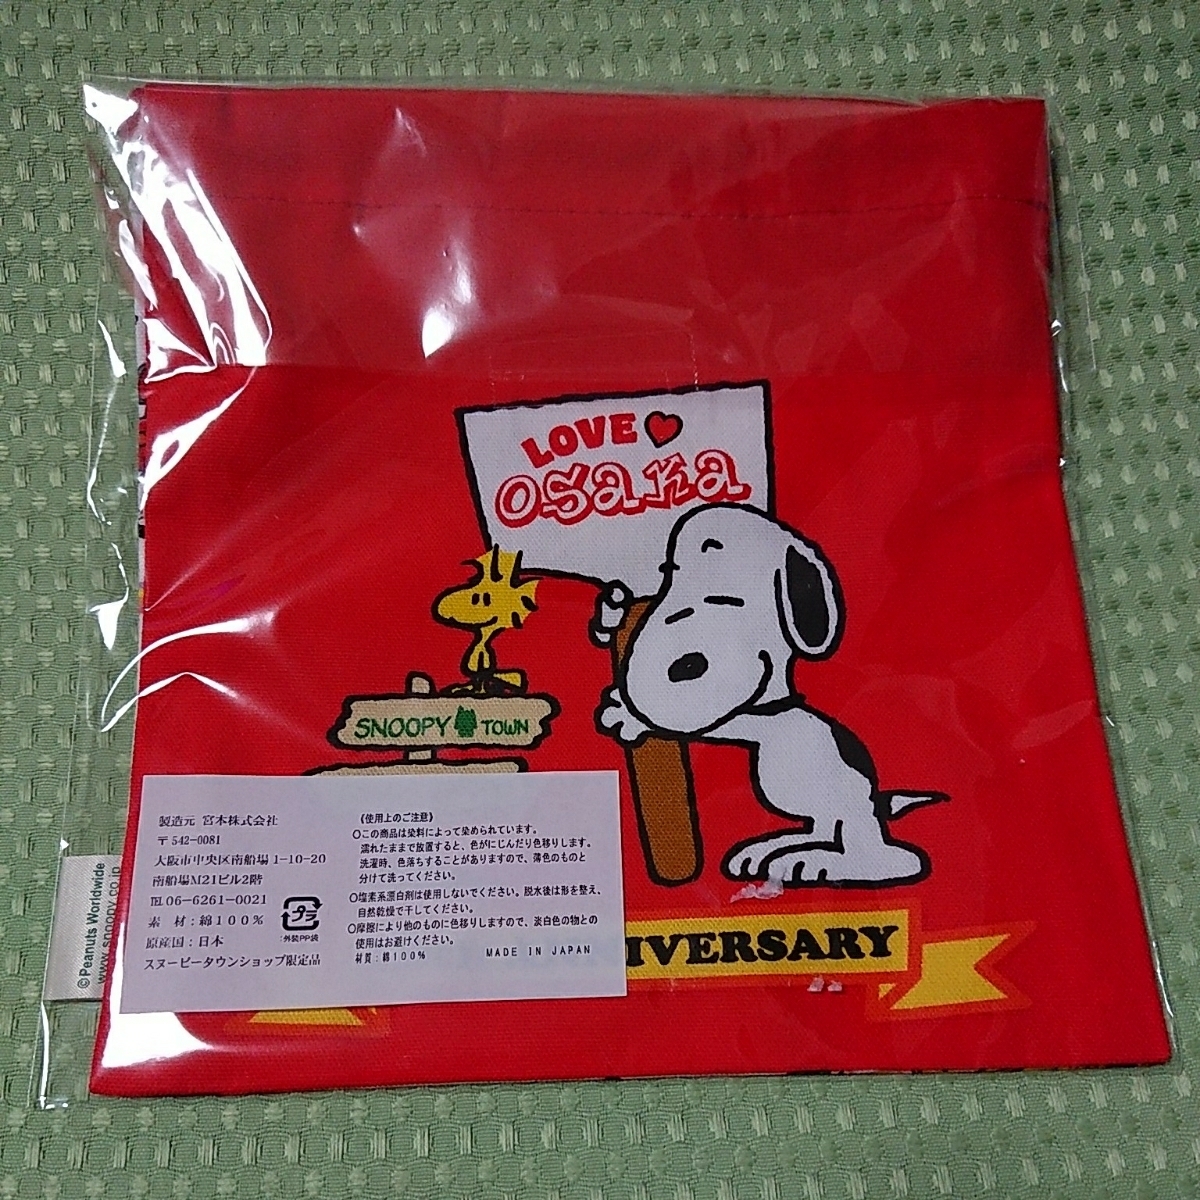 LOVE
osaka
SNOOPY TOWN
IVERSARY
製造元 宮本株式会社
〒542-0081
大阪市中央区南船場 1-10-20
南船場M21ビル2階
℡ 06-6261-0021
素 材:綿100%
原産国:日本
スヌーピータウンショップ限定品
プラ
外装PP袋
《使用上のご注意》
○この商品は染料によって染められています。
濡れたままで放置すると、色がにじんだり色移りします。
洗濯時、色落ちすることがありますので、薄色のものと
分けて洗ってください。
○塩素系漂白剤は使用しないでください。脱水後は形を整え、
自然乾燥で干してください。
○摩擦により他のものに色移りしますので、淡白色の物との
使用はお避けください。
材質:綿100% MADE IN JAPAN
©Peanuts Worldwide
www.snoopy.co.jp